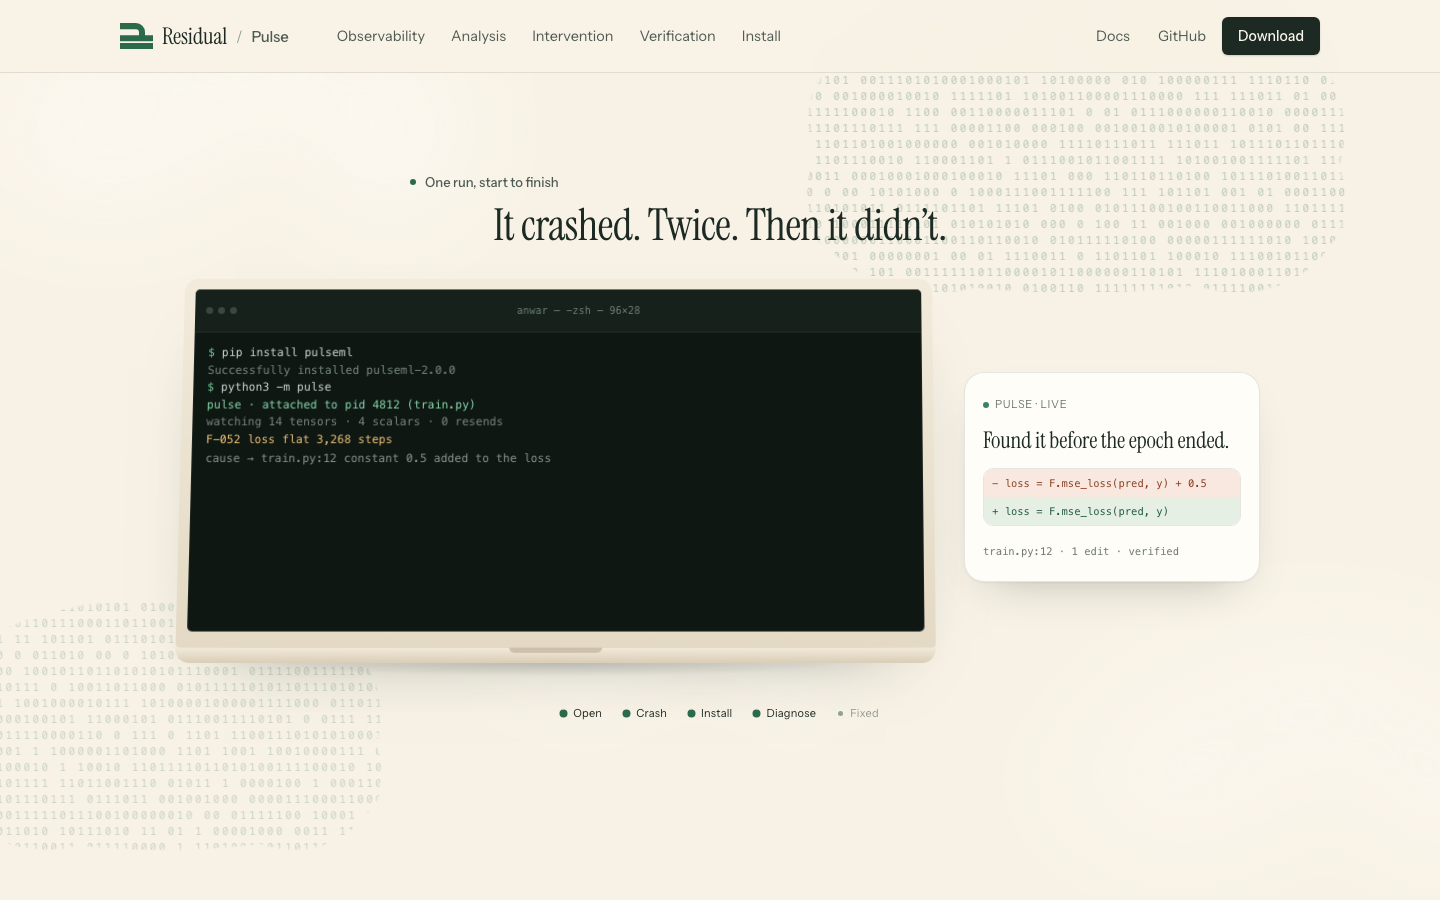 Residual / Pulse
Observability Analysis Intervention Verification Install
Docs GitHub Download
One run, start to finish
It crashed. Twice. Then it didn’t.
anwar — -zsh — 96×28
$ pip install pulseml
Successfully installed pulseml-2.0.0
$ python3 -m pulse
pulse · attached to pid 4812 (train.py)
watching 14 tensors · 4 scalars · 0 resends
F-052 loss flat 3,268 steps
cause → train.py:12 constant 0.5 added to the loss
PULSE · LIVE
Found it before the epoch ended.
− loss = F.mse_loss(pred, y) + 0.5
+ loss = F.mse_loss(pred, y)
train.py:12 · 1 edit · verified
Open Crash Install Diagnose Fixed